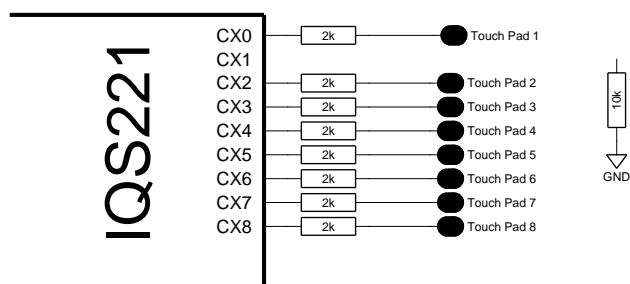 IQS221
CX0 2k Touch Pad 1
CX1
CX2 2k Touch Pad 2
CX3 2k Touch Pad 3
CX4 2k Touch Pad 4
CX5 2k Touch Pad 5
CX6 2k Touch Pad 6
CX7 2k Touch Pad 7
CX8 2k Touch Pad 8
10k
GND